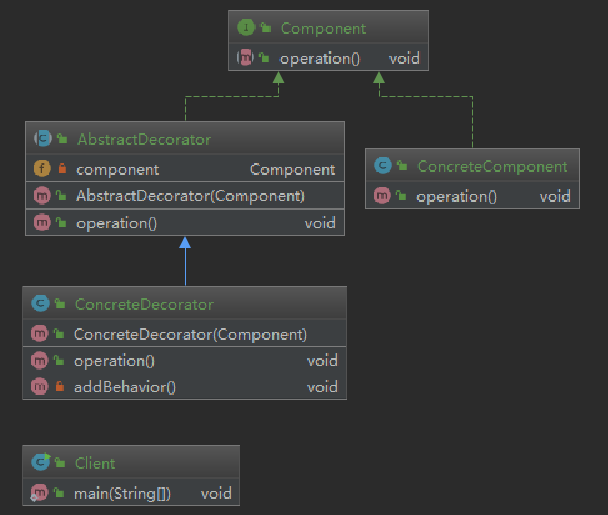 Component
operation() void
AbstractDecorator
component Component
AbstractDecorator(Component)
operation() void
ConcreteComponent
operation() void
ConcreteDecorator
ConcreteDecorator(Component)
operation() void
addBehavior() void
Client
main(String[]) void